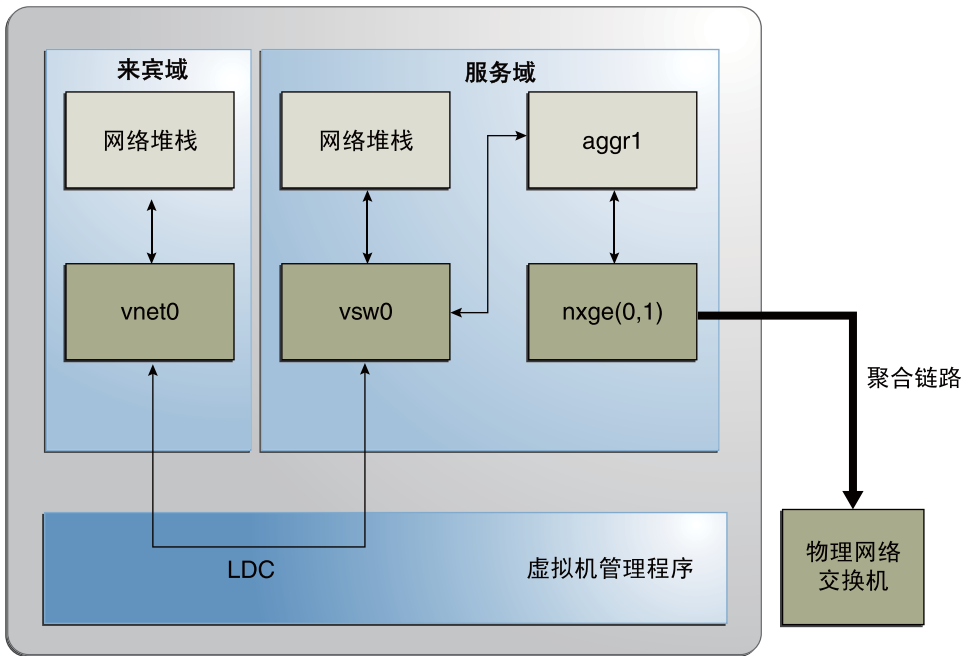 来宾域
网络堆栈
vnet0
服务域
网络堆栈
aggr1
vsw0
nxge(0,1)
聚合链路
LDC
虚拟机管理程序
物理网络
交换机